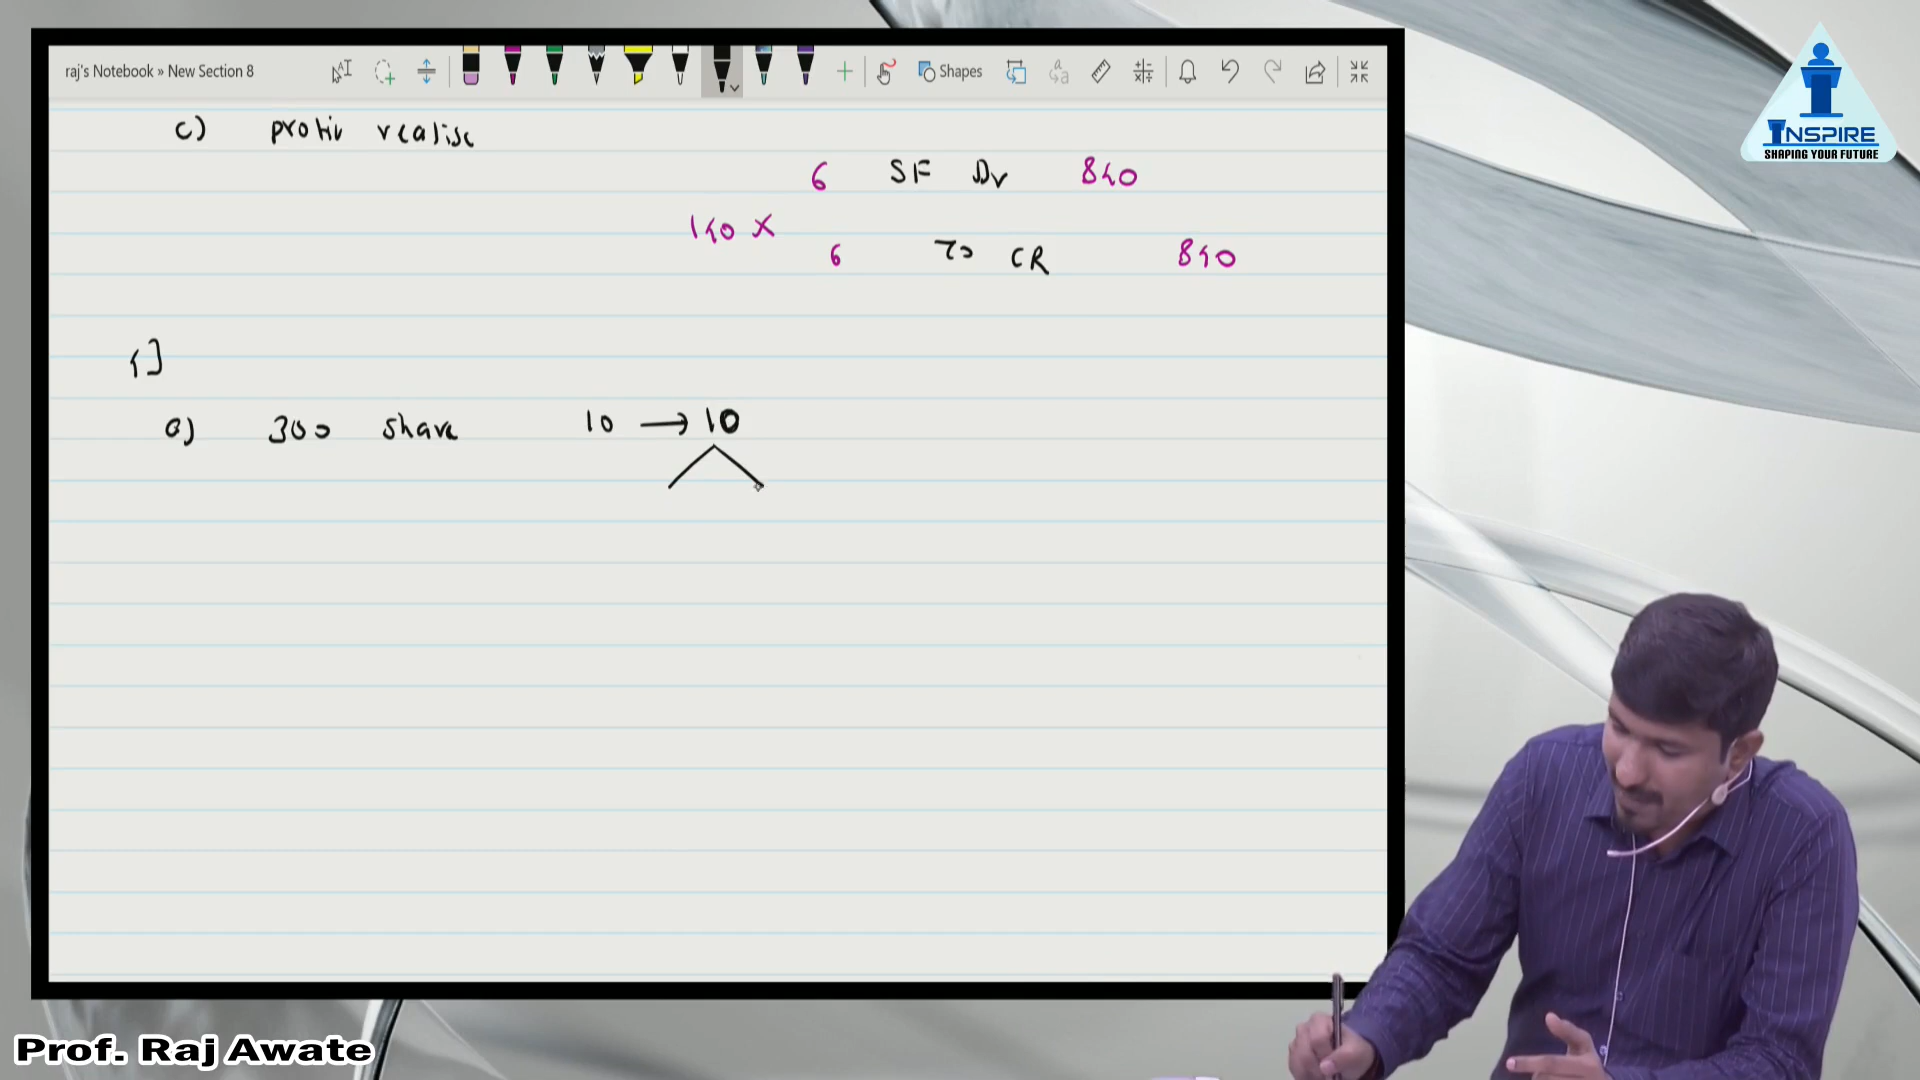 raj's Notebook » New Section 8
Shapes
INSPIRE
SHAPING YOUR FUTURE
c) profit realise
6 SF Dr 840
140 x
6 To CR 840
4]
a) 300 share 10 → 10
Prof. Raj Awate